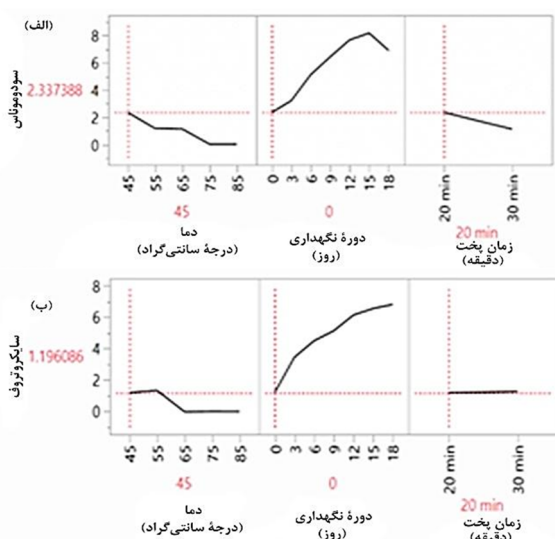 (الف)
سودوموناس
2.337388
8
6
4
2
0
45 55 65 75 85
0 3 6 9 12 15 18
20 min 30 min
45
0
20 min
دما
(درجهٔ سانتی‌گراد)
دورهٔ نگهداری
(روز)
زمان پخت
(دقیقه)
(ب)
سایکروتروف
1.196086
8
6
4
2
0
45 55 65 75 85
0 3 6 9 12 15 18
20 min 30 min
45
0
20 min
دما
(درجهٔ سانتی‌گراد)
دورهٔ نگهداری
(روز)
زمان پخت
(دقیقه)